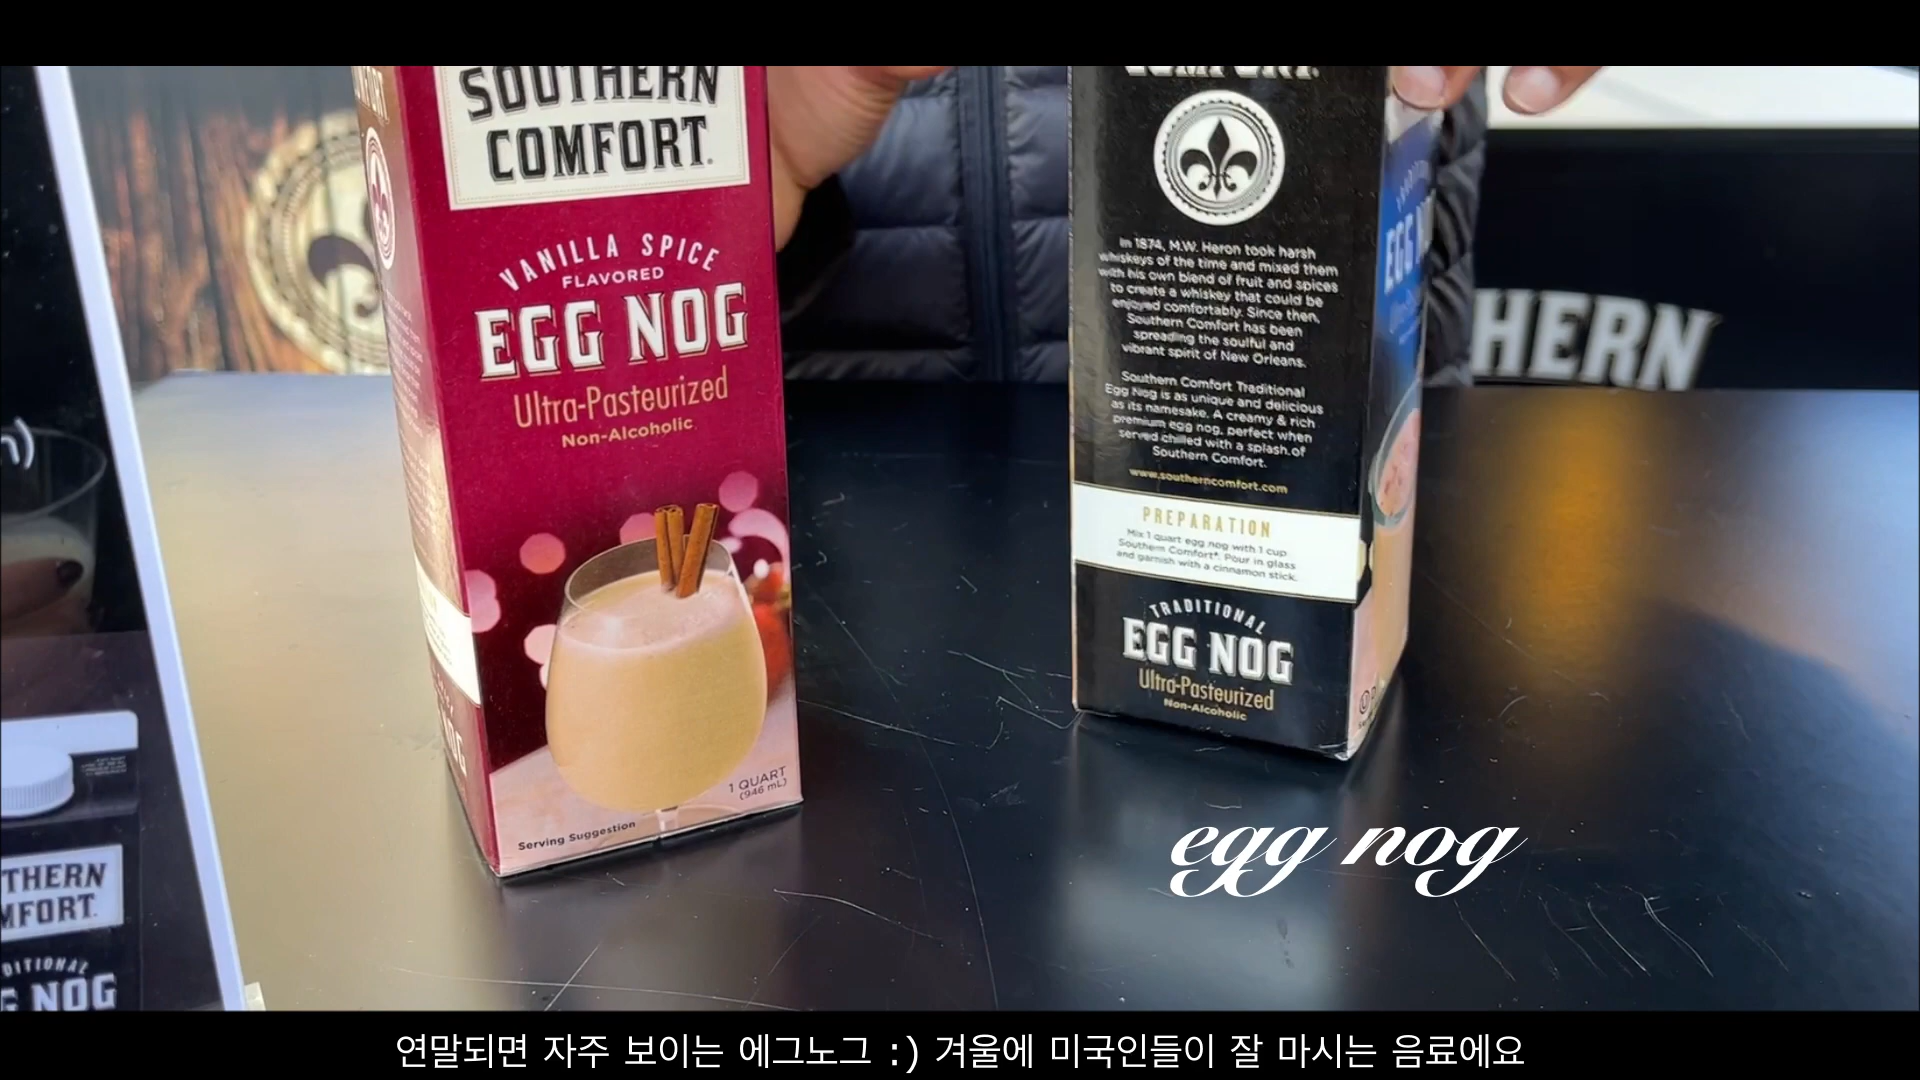 SOUTHERN
COMFORT.
VANILLA SPICE
FLAVORED
EGG NOG
Ultra-Pasteurized
Non-Alcoholic
1 QUART
(946 mL)
Serving Suggestion
COMFORT.
In 1874, M.W. Heron took harsh
whiskeys of the time and mixed them
with his own blend of fruit and spices
to create a whiskey that could be
enjoyed comfortably. Since then,
Southern Comfort has been
spreading the soulful and
vibrant spirit of New Orleans.
Southern Comfort Traditional
Egg Nog is as unique and delicious
as its namesake. A creamy & rich
premium egg nog, perfect when
served chilled with a splash of
Southern Comfort.
www.southerncomfort.com
PREPARATION
Mix 1 quart egg nog with 1 cup
Southern Comfort®. Pour in glass
and garnish with a cinnamon stick.
TRADITIONAL
EGG NOG
Ultra-Pasteurized
Non-Alcoholic
EGG N
HERN
THERN
MFORT.
DITIONAL
G NOG
egg nog
연말되면 자주 보이는 에그노그 :) 겨울에 미국인들이 잘 마시는 음료에요